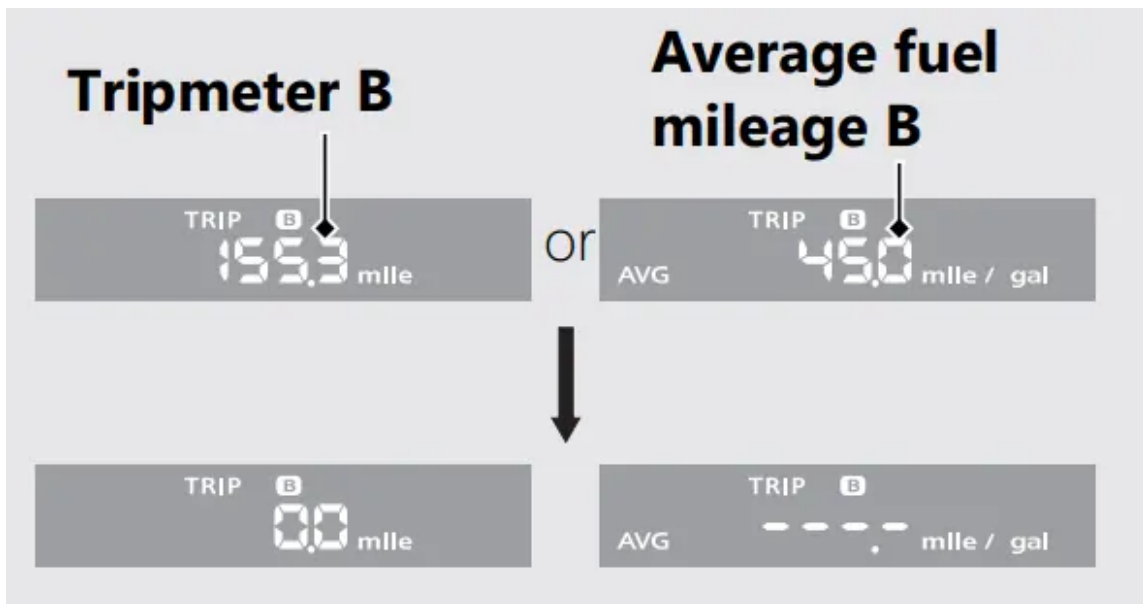 Tripmeter B
Average fuel
mileage B
TRIP B
155.3 mile
or
TRIP B
AVG 45.0 mile / gal
TRIP B
0.0 mile
TRIP B
AVG ---.- mile / gal